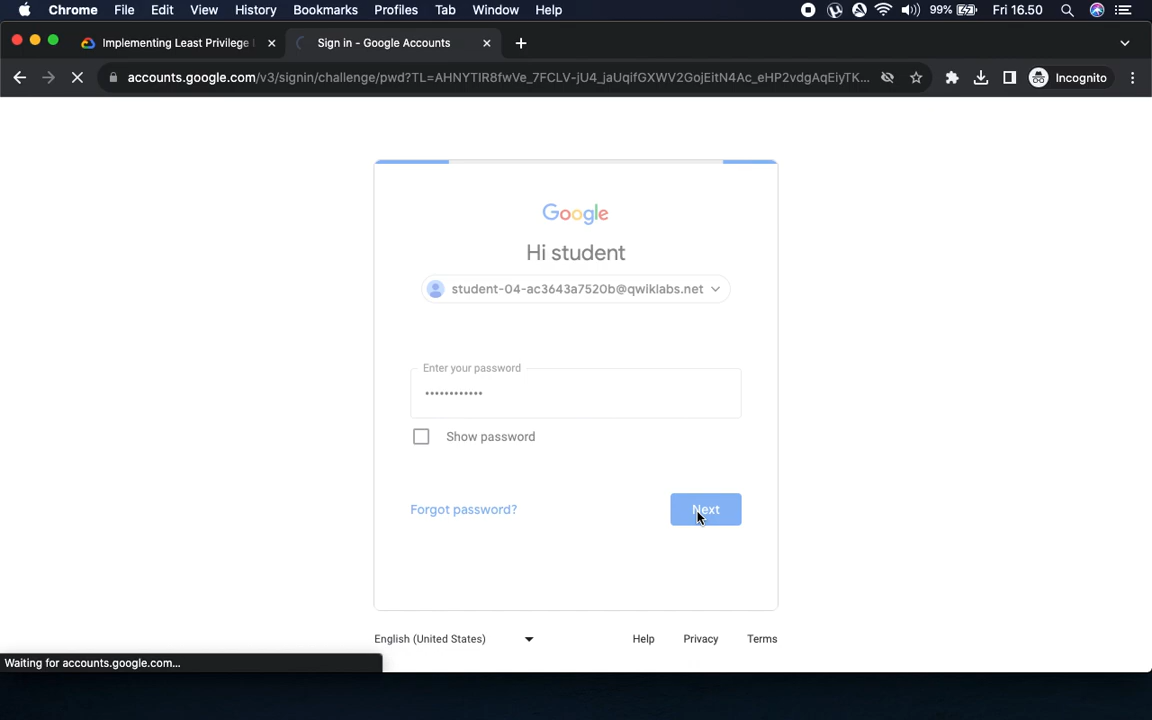 Chrome File Edit View History Bookmarks Profiles Tab Window Help 99% Fri 16.50
Implementing Least Privilege Sign in - Google Accounts
accounts.google.com/v3/signin/challenge/pwd?TL=AHNYTIR8fwVe_7FCLV-jU4_jaUqifGXWV2GojEitN4Ac_eHP2vdgAqEiyTK... Incognito
Google
Hi student
student-04-ac3643a7520b@qwiklabs.net
Enter your password
••••••••••••
Show password
Forgot password? Next
English (United States) Help Privacy Terms
Waiting for accounts.google.com...